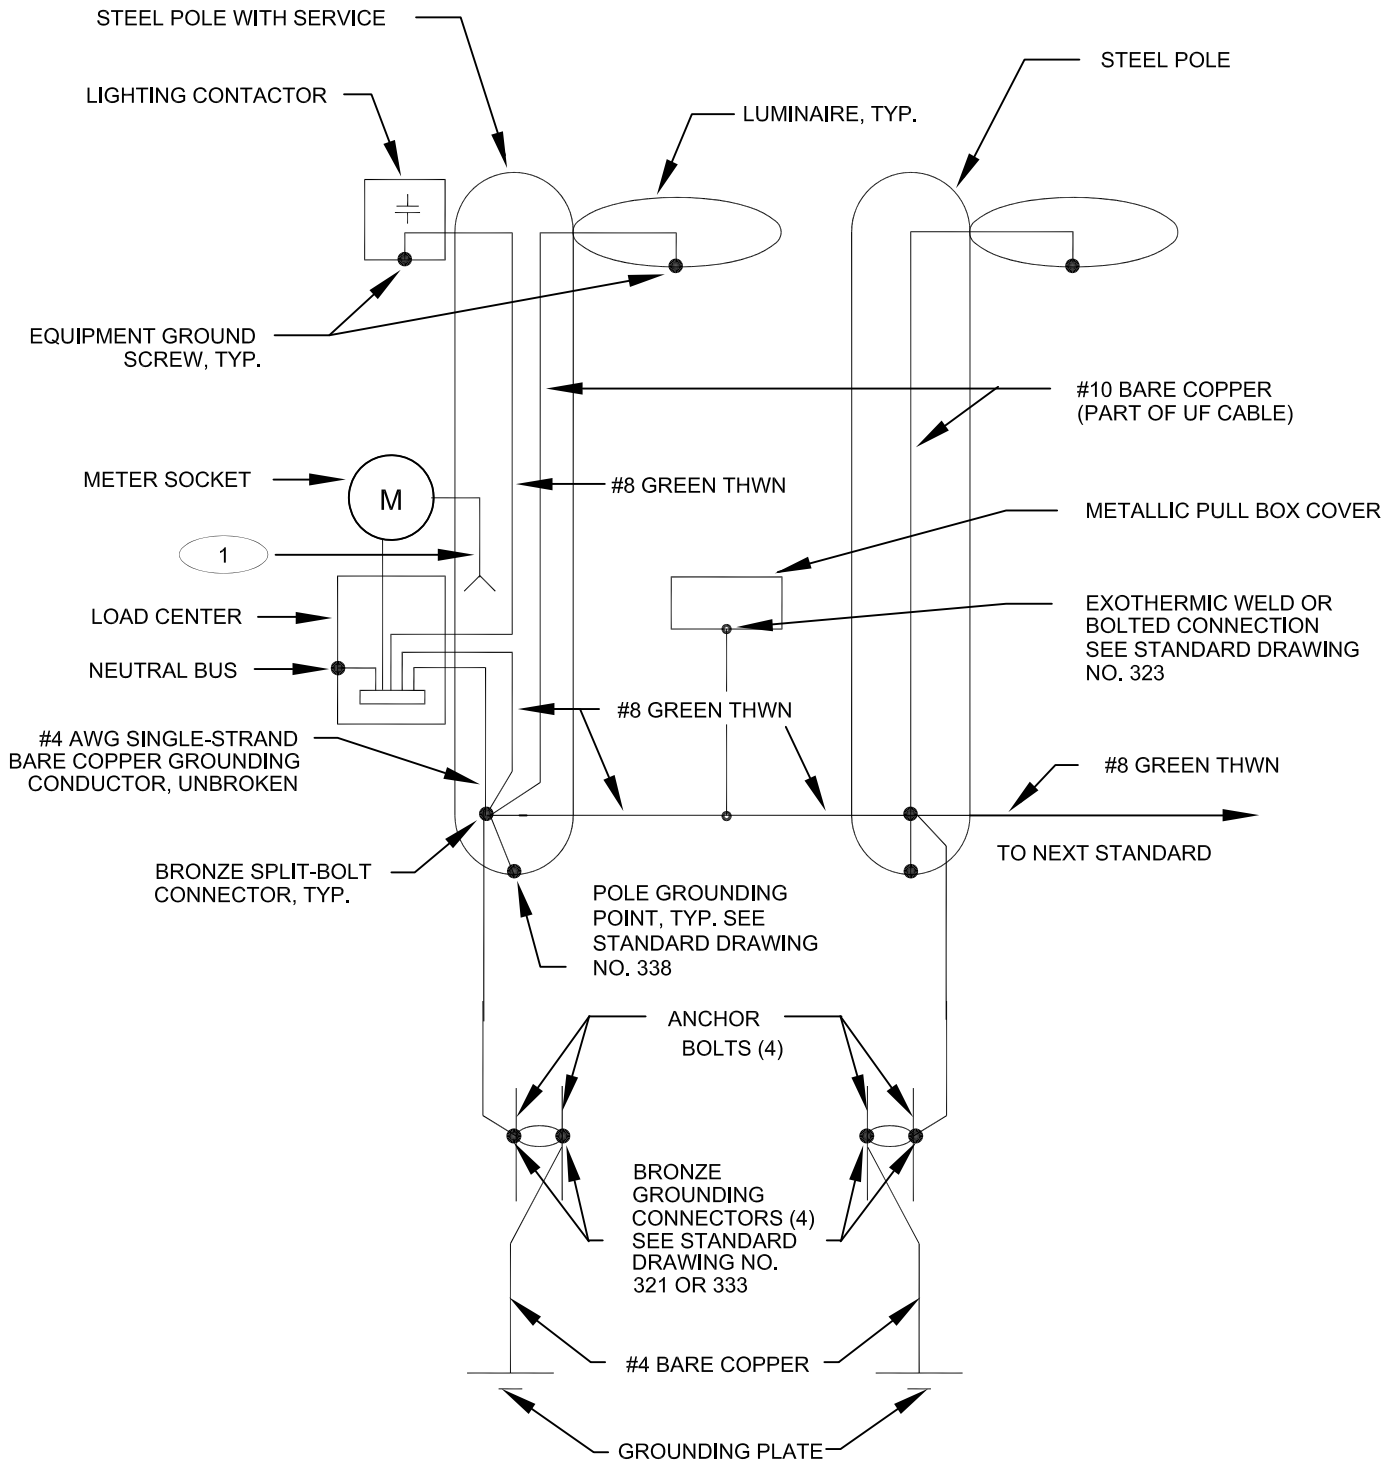 STEEL POLE WITH SERVICE
STEEL POLE
LIGHTING CONTACTOR
LUMINAIRE, TYP.
EQUIPMENT GROUND
SCREW, TYP.
#10 BARE COPPER
(PART OF UF CABLE)
METER SOCKET
M
#8 GREEN THWN
METALLIC PULL BOX COVER
1
LOAD CENTER
EXOTHERMIC WELD OR
BOLTED CONNECTION
SEE STANDARD DRAWING
NO. 323
NEUTRAL BUS
#8 GREEN THWN
#4 AWG SINGLE-STRAND
BARE COPPER GROUNDING
CONDUCTOR, UNBROKEN
#8 GREEN THWN
TO NEXT STANDARD
BRONZE SPLIT-BOLT
CONNECTOR, TYP.
POLE GROUNDING
POINT, TYP. SEE
STANDARD DRAWING
NO. 338
ANCHOR
BOLTS (4)
BRONZE
GROUNDING
CONNECTORS (4)
SEE STANDARD
DRAWING NO.
321 OR 333
#4 BARE COPPER
GROUNDING PLATE